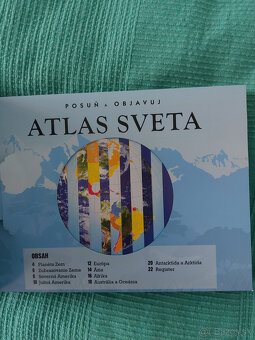 POSUŇ A OBJAVUJ
ATLAS SVETA
OBSAH
4 Planéta Zem
6 Zobrazovanie Zeme
8 Severná Amerika
10 Južná Amerika
12 Európa
14 Ázia
16 Afrika
18 Austrália a Oceánia
20 Antarktída a Arktída
22 Register